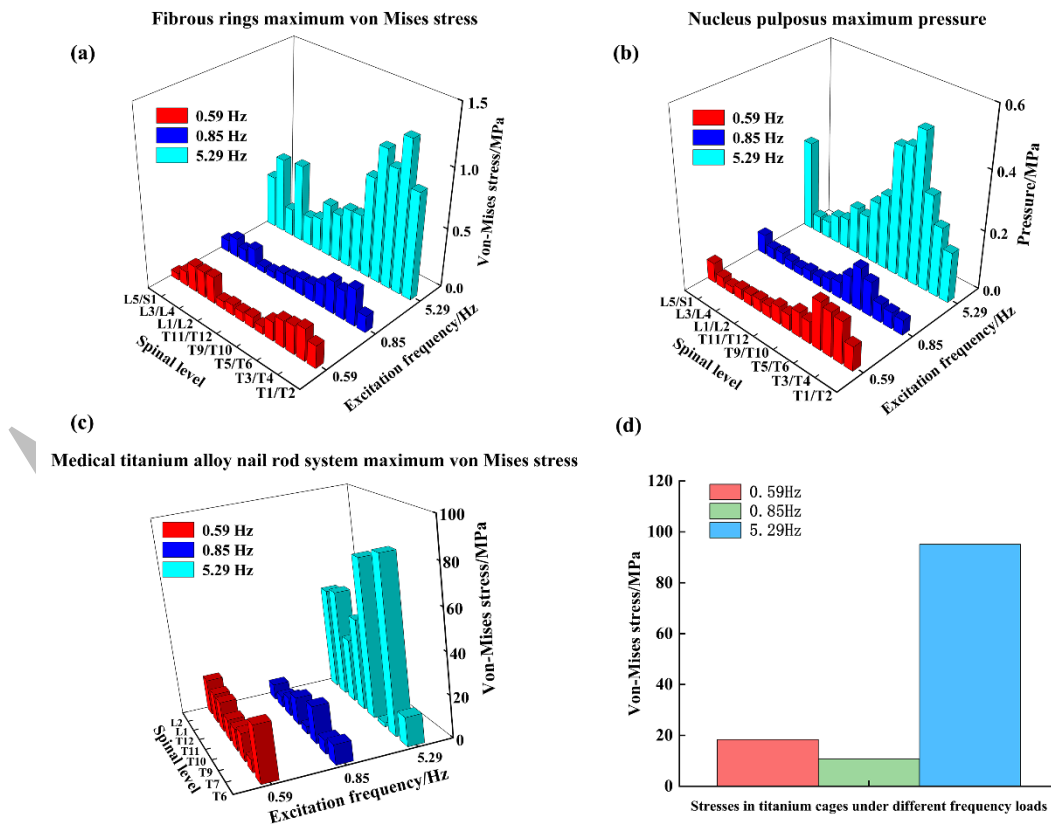 Fibrous rings maximum von Mises stress
(a)
0.59 Hz
0.85 Hz
5.29 Hz
1.5
1.0
0.5
0.0
Von-Mises stress/MPa
L5/S1
L3/L4
L1/L2
T11/T12
T9/T10
T5/T6
T3/T4
T1/T2
Spinal level
0.59
0.85
5.29
Excitation frequency/Hz
Nucleus pulposus maximum pressure
(b)
0.59 Hz
0.85 Hz
5.29 Hz
0.6
0.4
0.2
0.0
Pressure/MPa
L5/S1
L3/L4
L1/L2
T11/T12
T9/T10
T5/T6
T3/T4
T1/T2
Spinal level
0.59
0.85
5.29
Excitation frequency/Hz
(c)
Medical titanium alloy nail rod system maximum von Mises stress
0.59 Hz
0.85 Hz
5.29 Hz
100
80
60
40
20
0
Von-Mises stress/MPa
L2
L1
T12
T11
T10
T9
T7
T6
Spinal level
0.59
0.85
5.29
Excitation frequency/Hz
(d)
0.59Hz
0.85Hz
5.29Hz
120
100
80
60
40
20
0
Von-Mises stress/MPa
Stresses in titanium cages under different frequency loads